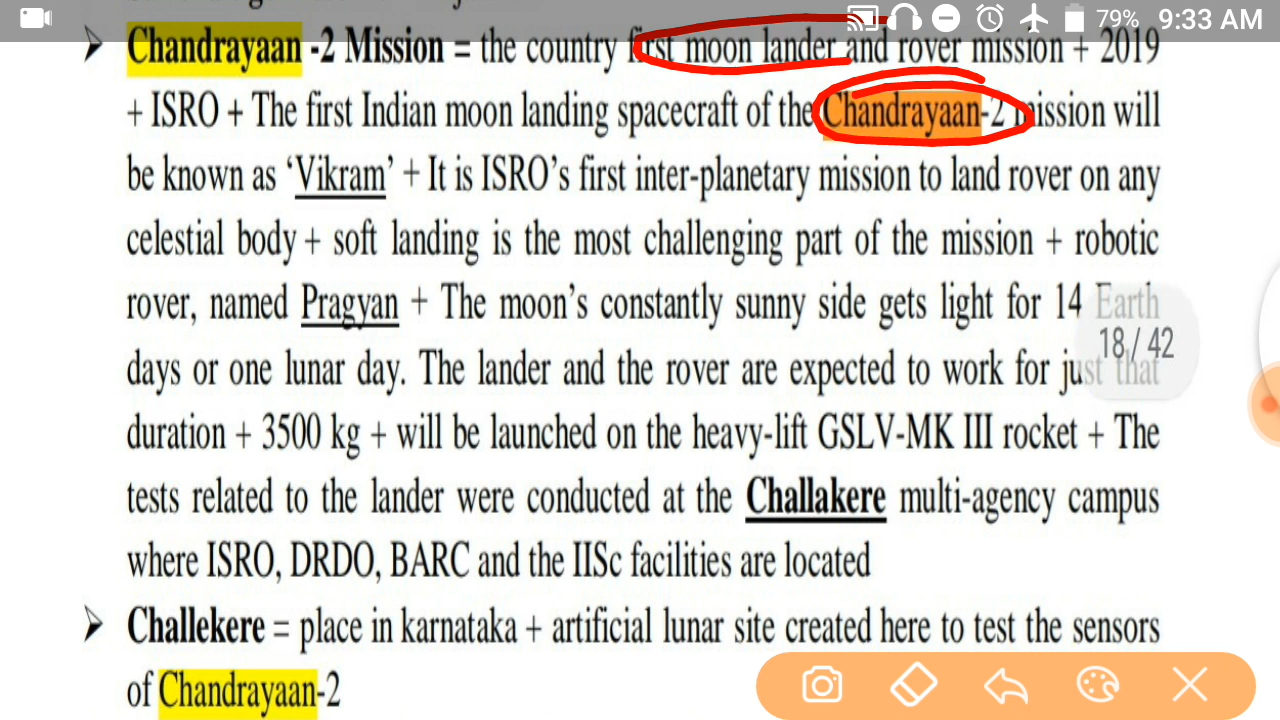 79% 9:33 AM
Chandrayaan -2 Mission = the country first moon lander and rover mission + 2019
+ ISRO + The first Indian moon landing spacecraft of the Chandrayaan-2 mission will
be known as ‘Vikram’ + It is ISRO’s first inter-planetary mission to land rover on any
celestial body + soft landing is the most challenging part of the mission + robotic
rover, named Pragyan + The moon’s constantly sunny side gets light for 14 Earth
18 / 42
days or one lunar day. The lander and the rover are expected to work for just that
duration + 3500 kg + will be launched on the heavy-lift GSLV-MK III rocket + The
tests related to the lander were conducted at the Challakere multi-agency campus
where ISRO, DRDO, BARC and the IISc facilities are located
Challekere = place in karnataka + artificial lunar site created here to test the sensors
of Chandrayaan-2